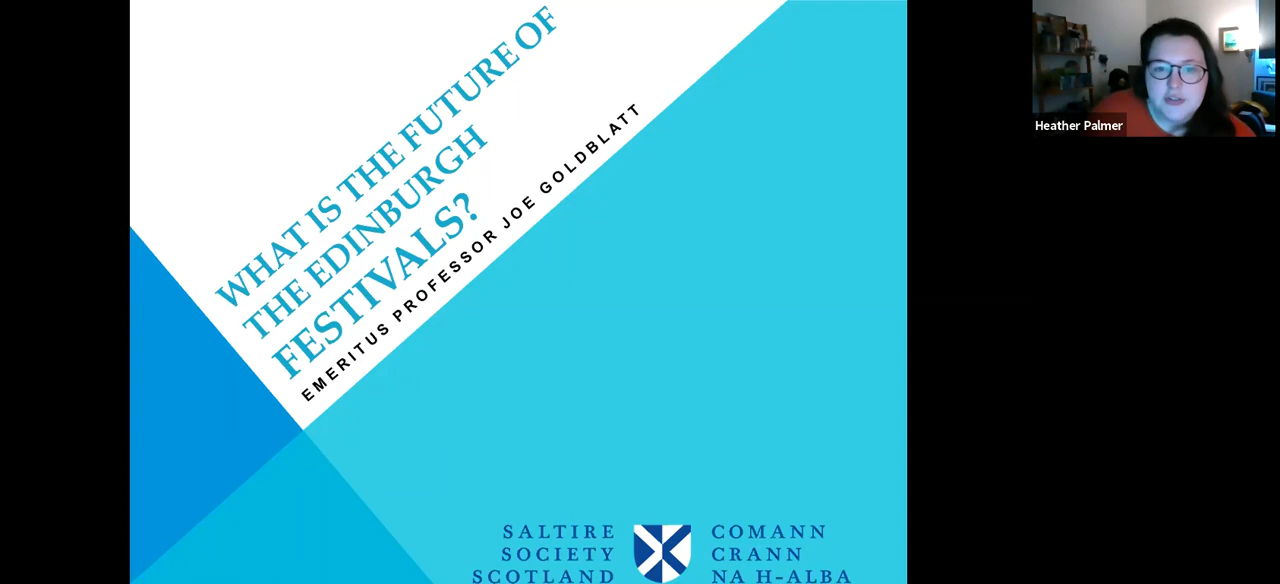 WHAT IS THE FUTURE OF
THE EDINBURGH
FESTIVALS?
EMERITUS PROFESSOR JOE GOLDBLATT
Heather Palmer
SALTIRE
SOCIETY
SCOTLAND
COMANN
CRANN
NA H-ALBA